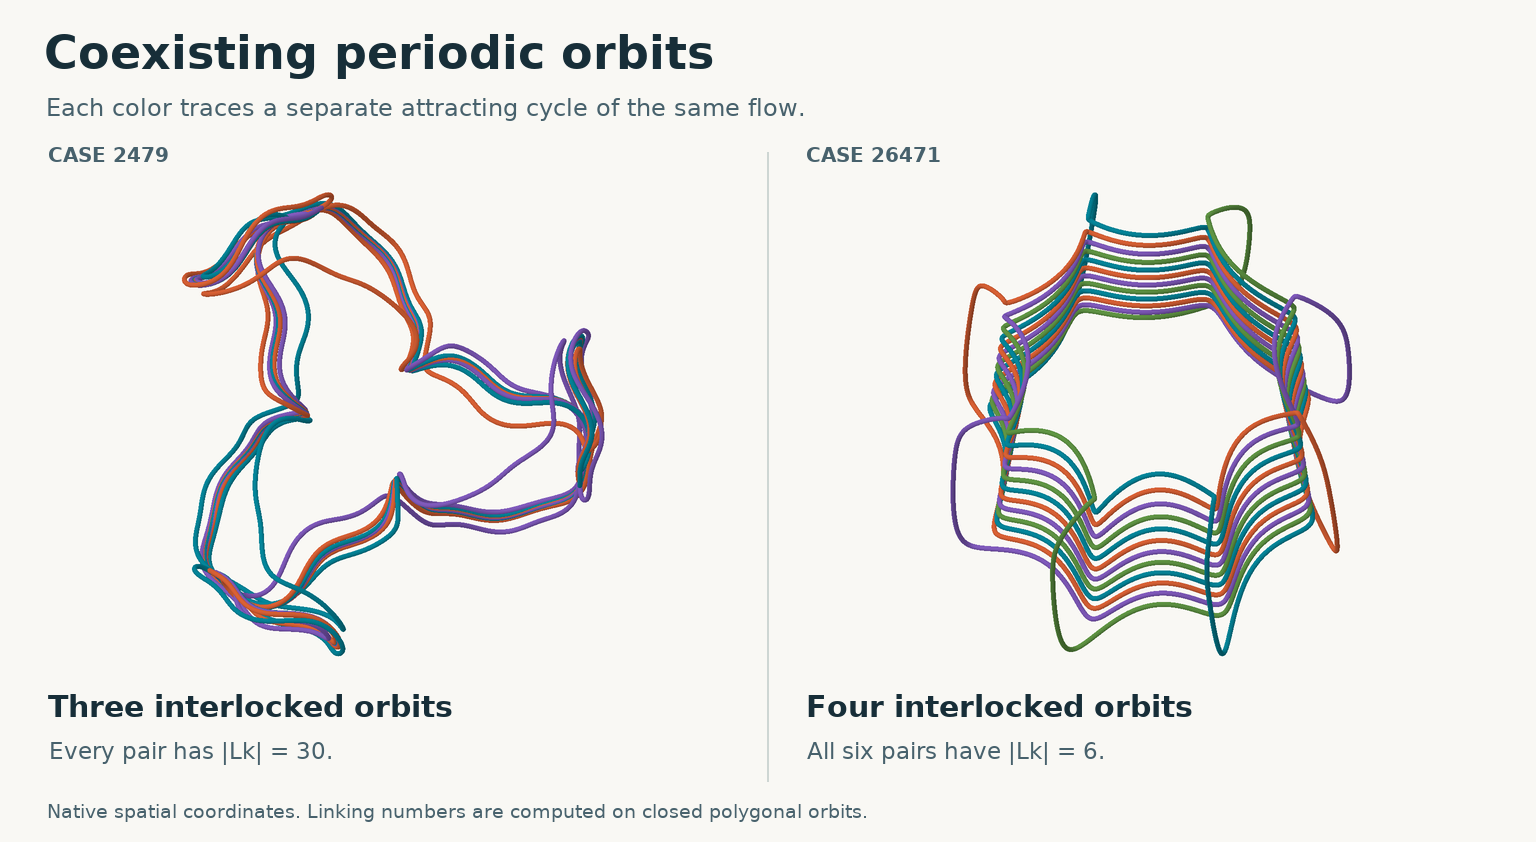 Coexisting periodic orbits
Each color traces a separate attracting cycle of the same flow.
CASE 2479
CASE 26471
Three interlocked orbits
Every pair has |Lk| = 30.
Four interlocked orbits
All six pairs have |Lk| = 6.
Native spatial coordinates. Linking numbers are computed on closed polygonal orbits.